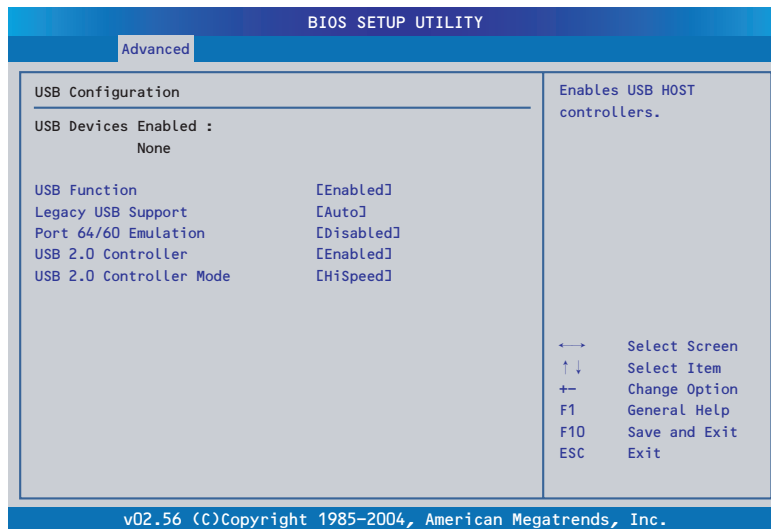 BIOS SETUP UTILITY
Advanced
USB Configuration
USB Devices Enabled :
None
USB Function [Enabled]
Legacy USB Support [Auto]
Port 64/60 Emulation [Disabled]
USB 2.0 Controller [Enabled]
USB 2.0 Controller Mode [HiSpeed]
Enables USB HOST
controllers.
←→ Select Screen
↑↓ Select Item
+− Change Option
F1 General Help
F10 Save and Exit
ESC Exit
v02.56 (C)Copyright 1985-2004, American Megatrends, Inc.